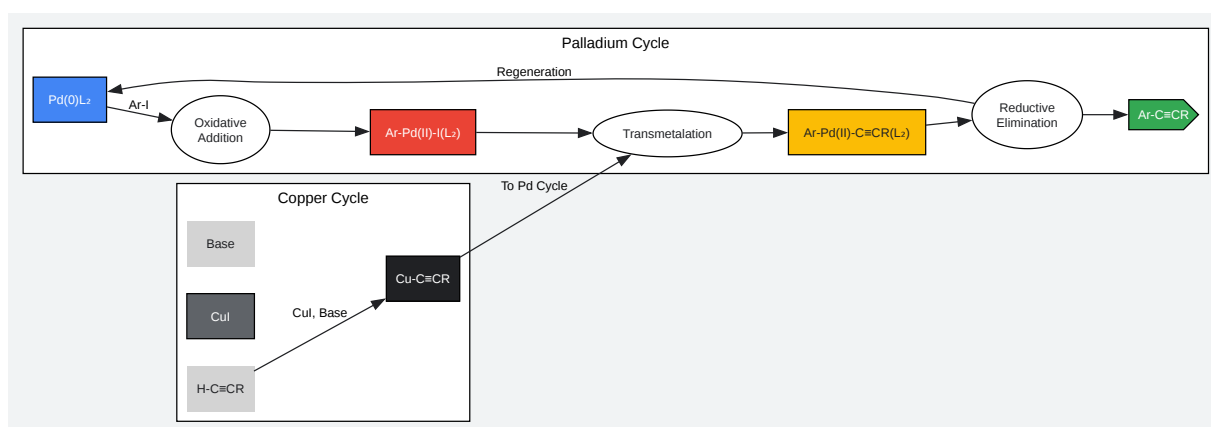 Palladium Cycle
Regeneration
Pd(0)L₂
Ar-I
Oxidative
Addition
Ar-Pd(II)-I(L₂)
Transmetalation
Ar-Pd(II)-C≡CR(L₂)
Reductive
Elimination
Ar-C≡CR
To Pd Cycle
Copper Cycle
Base
Cu-C≡CR
CuI
CuI, Base
H-C≡CR